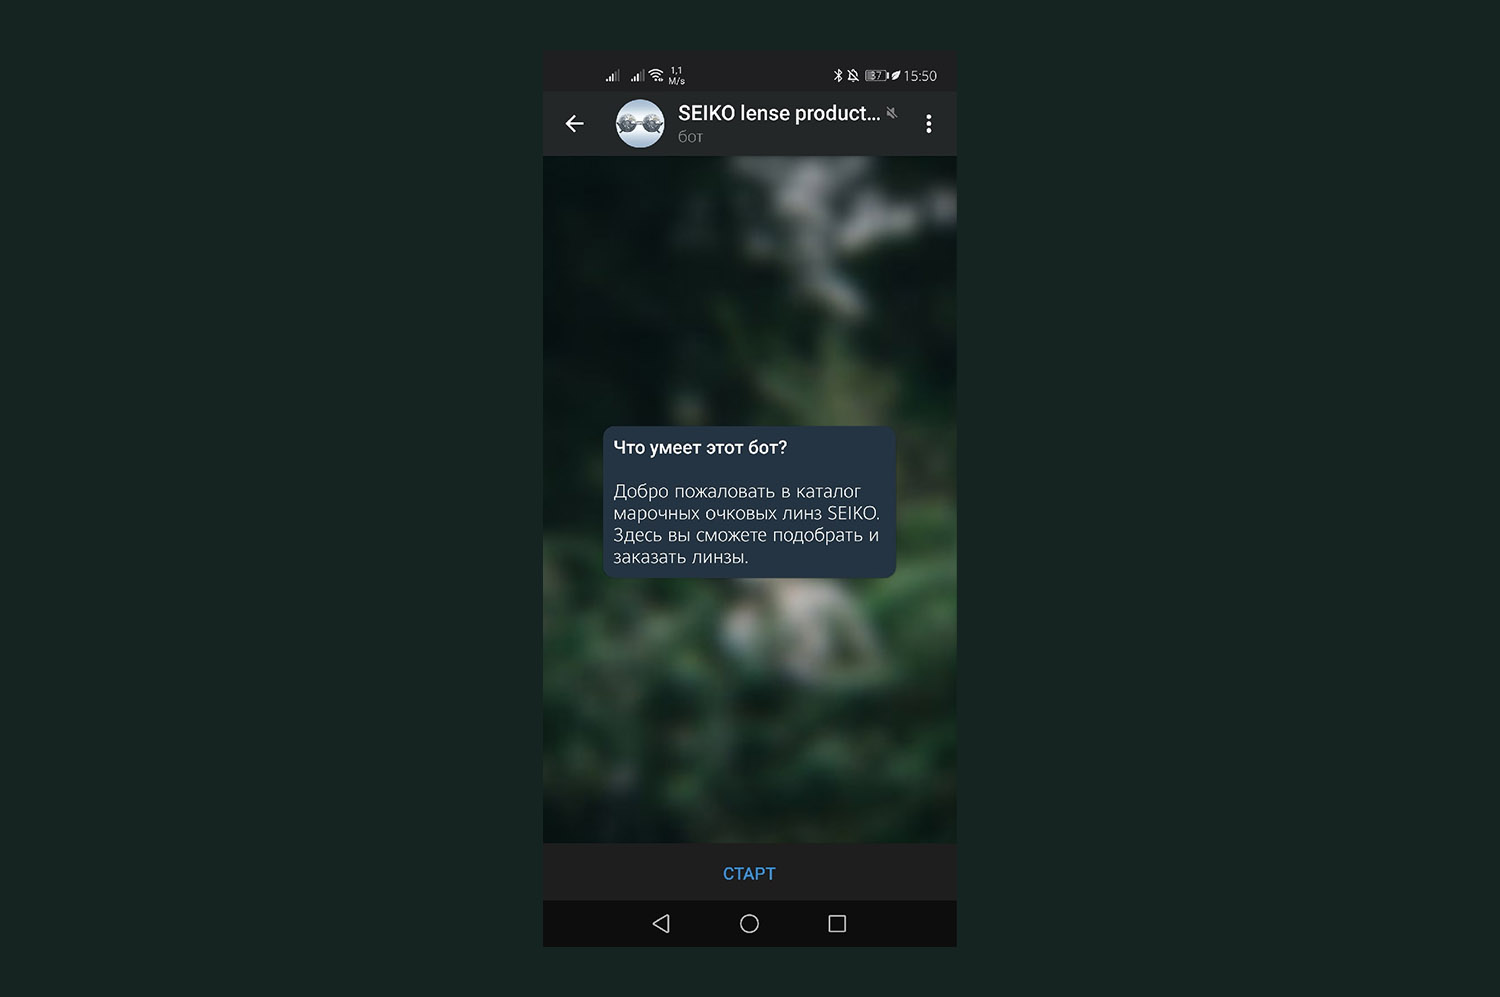 1,1
M/s
37
15:50
SEIKO lense product...
бот
Что умеет этот бот?
Добро пожаловать в каталог
марочных очковых линз SEIKO.
Здесь вы сможете подобрать и
заказать линзы.
СТАРТ